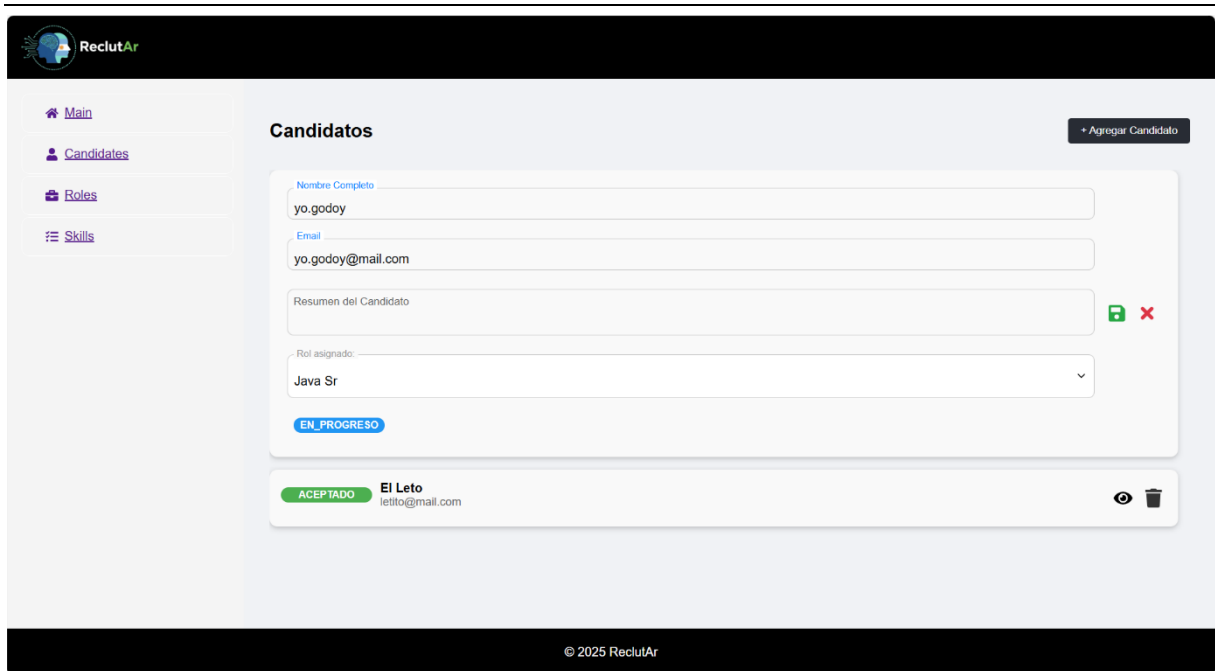 ReclutAr
Main
Candidates
Roles
Skills
Candidatos
+ Agregar Candidato
Nombre Completo
yo.godoy
Email
yo.godoy@mail.com
Resumen del Candidato
Rol asignado:
Java Sr
EN_PROGRESO
ACEPTADO
El Leto
letito@mail.com
© 2025 ReclutAr